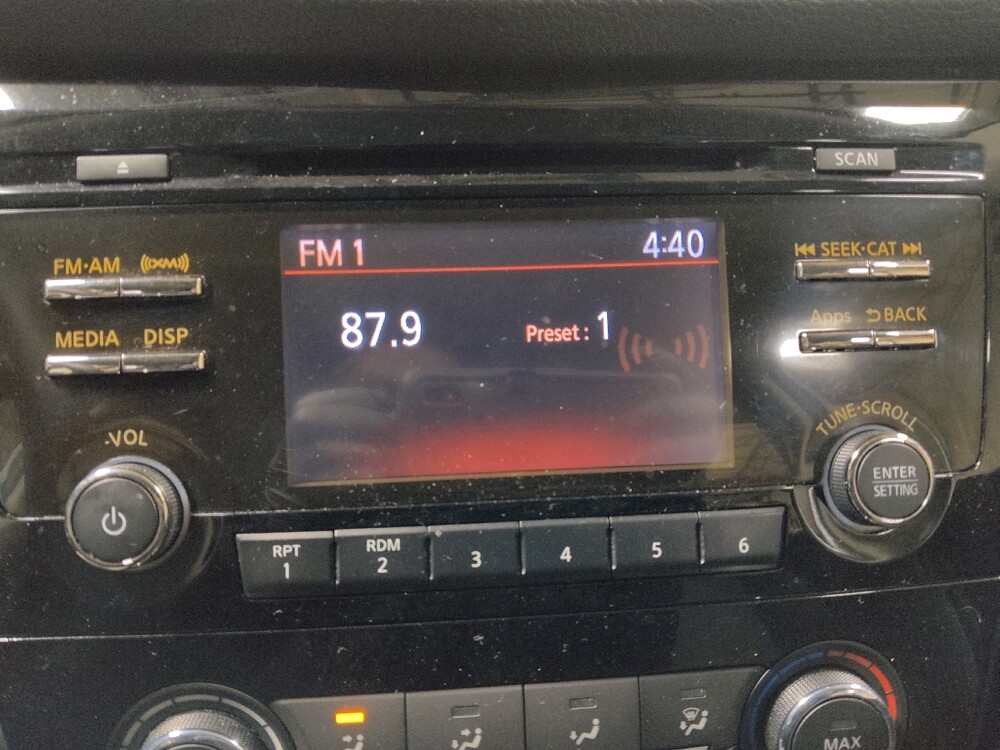 SCAN
FM·AM (XM)
MEDIA DISP
VOL
FM 1 4:40
87.9 Preset : 1
SEEK·CAT
Apps BACK
TUNE·SCROLL
ENTER
SETTING
RPT
1
RDM
2
3
4
5
6
MAX